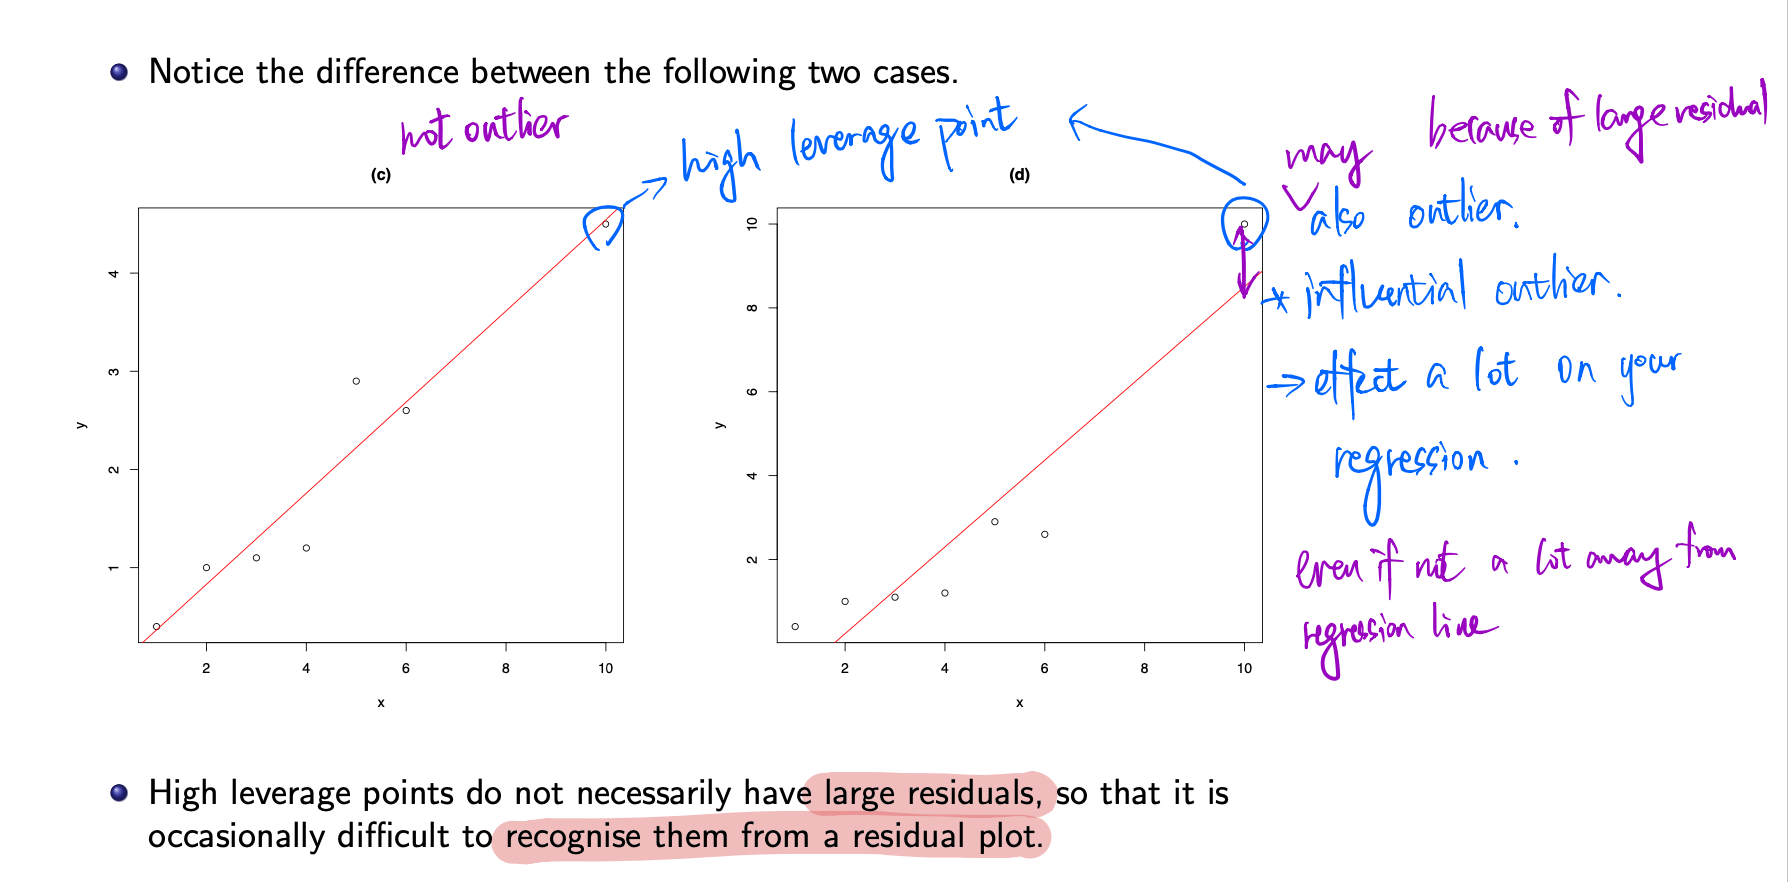 Notice the difference between the following two cases.
not outlier
high leverage point
because of large residual
may
also outlier.
* influential outlier.
→ effect a lot on your
regression.
even if not a lot away from
regression line
(c)
y
4
3
2
1
2 4 6 8 10
x
(d)
y
10
8
6
4
2
2 4 6 8 10
x
High leverage points do not necessarily have large residuals, so that it is
occasionally difficult to recognise them from a residual plot.